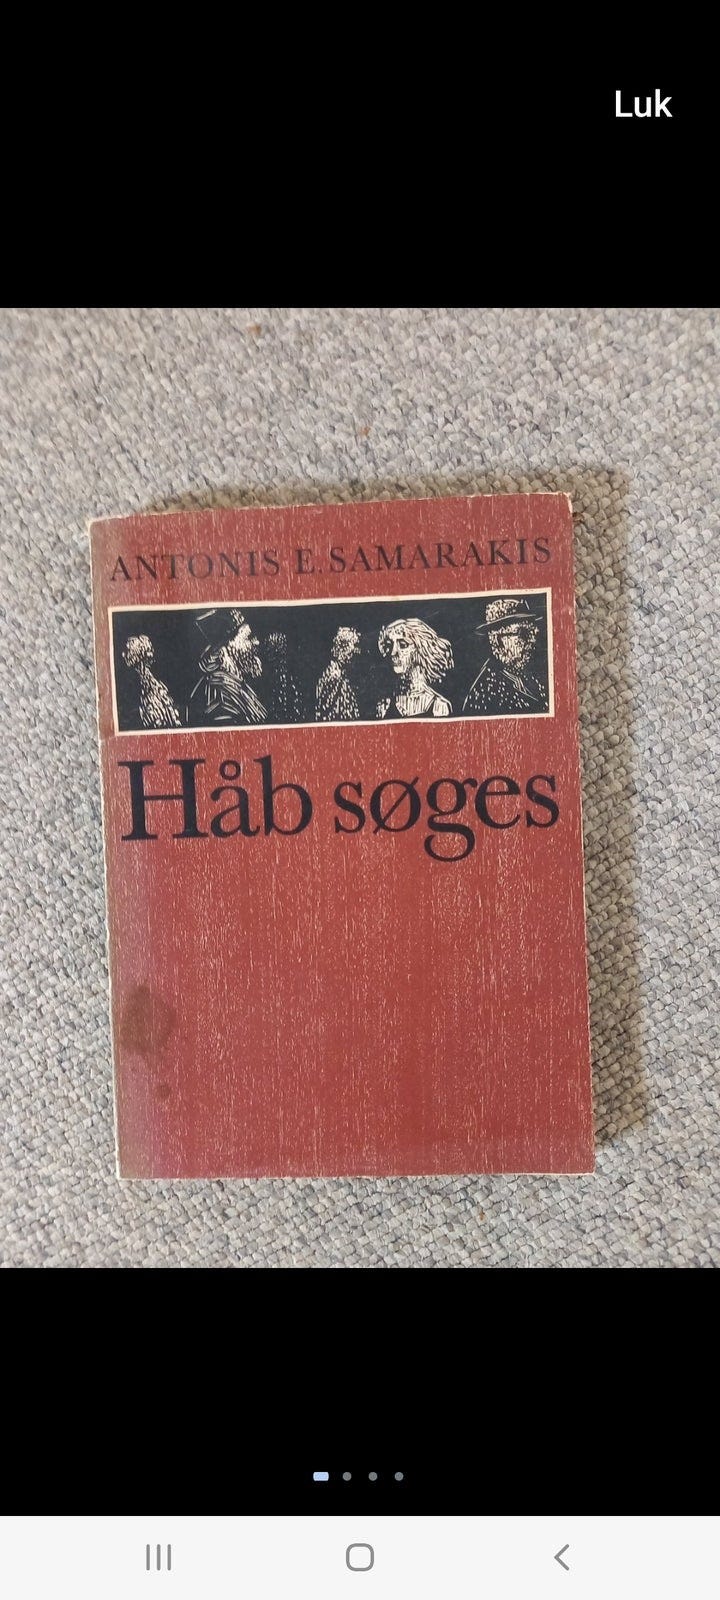 Luk
ANTONIS E. SAMARAKIS
Håb søges